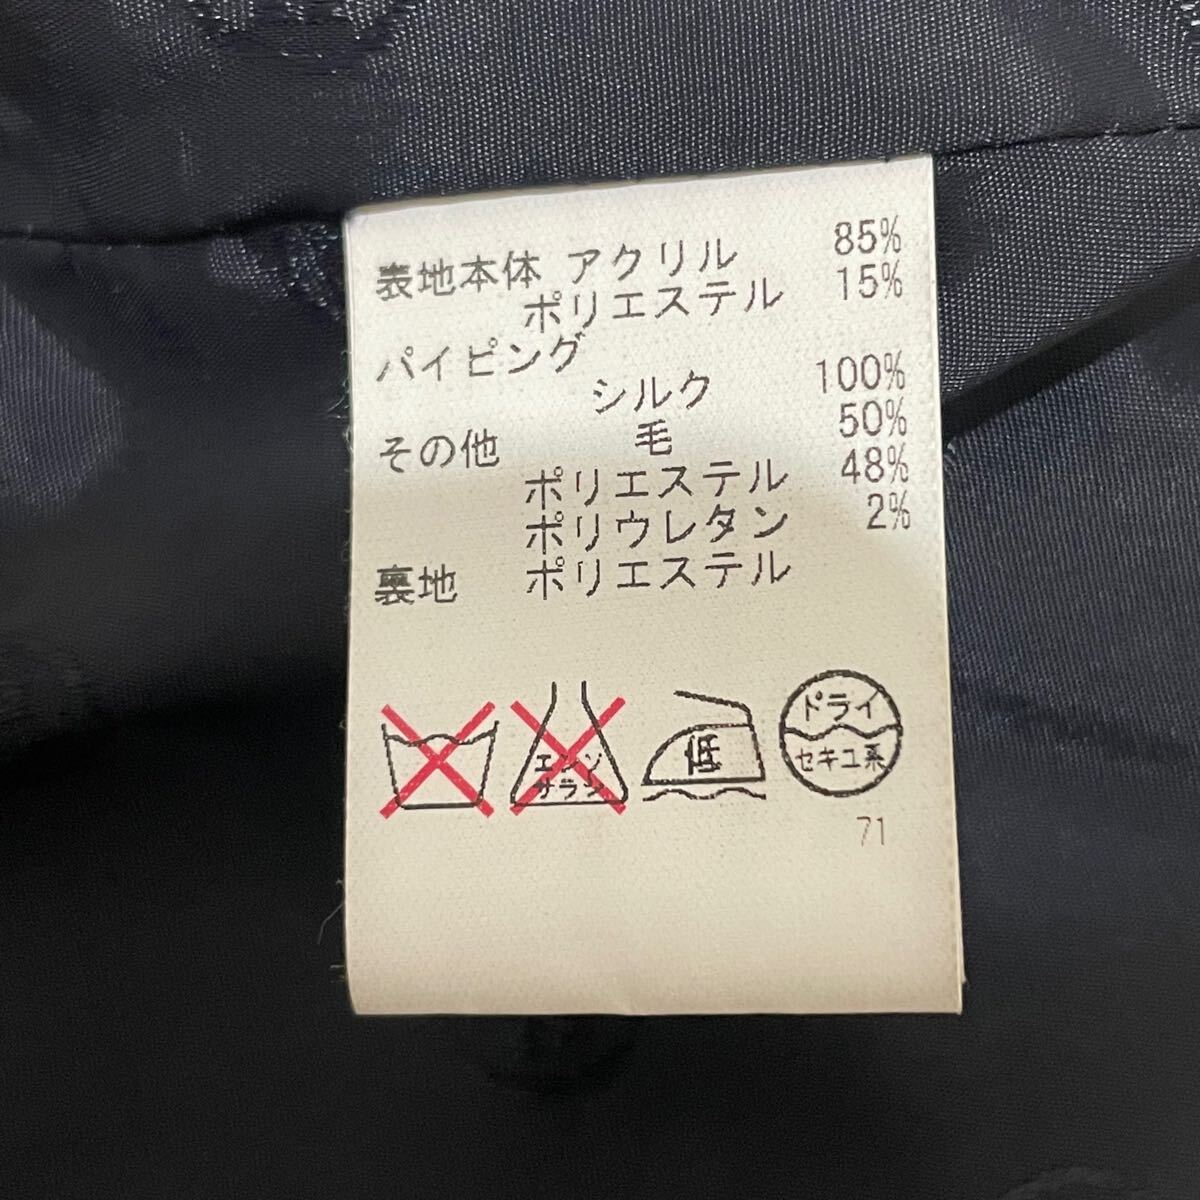 表地本体 アクリル 85%
ポリエステル 15%
パイピング
シルク 100%
その他 毛 50%
ポリエステル 48%
ポリウレタン 2%
裏地 ポリエステル
エンソ
サラシ
低
ドライ
セキユ系
71